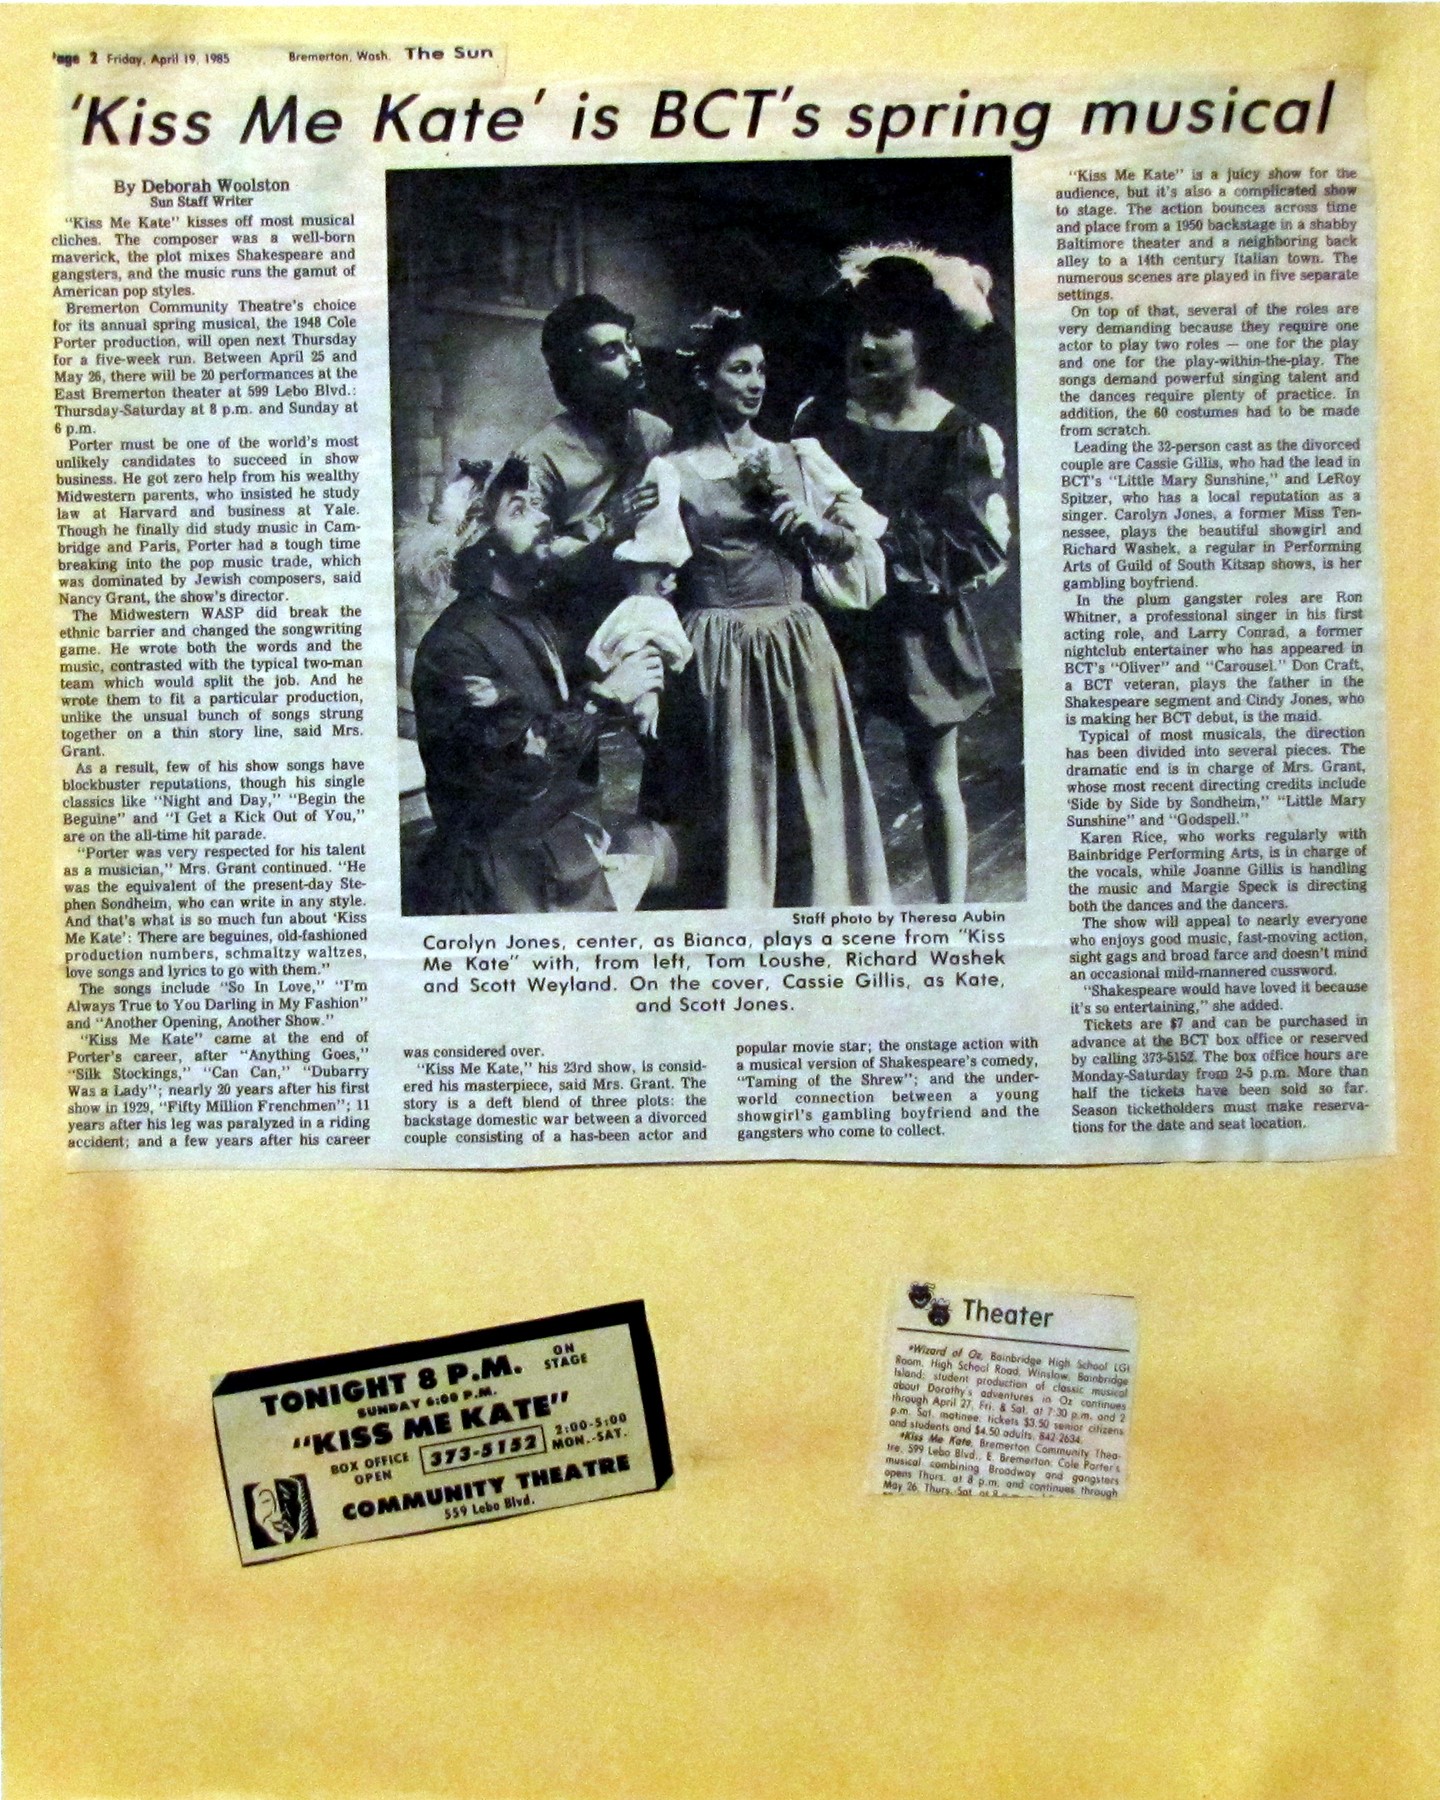 Page 2 Friday, April 19, 1985 Bremerton, Wash. The Sun
'Kiss Me Kate' is BCT's spring musical
By Deborah Woolston
Sun Staff Writer
"Kiss Me Kate" kisses off most musical
cliches. The composer was a well-born
maverick, the plot mixes Shakespeare and
gangsters, and the music runs the gamut of
American pop styles.
Bremerton Community Theatre's choice
for its annual spring musical, the 1948 Cole
Porter production, will open next Thursday
for a five-week run. Between April 25 and
May 26, there will be 20 performances at the
East Bremerton theater at 599 Lebo Blvd.:
Thursday-Saturday at 8 p.m. and Sunday at
6 p.m.
Porter must be one of the world's most
unlikely candidates to succeed in show
business. He got zero help from his wealthy
Midwestern parents, who insisted he study
law at Harvard and business at Yale.
Though he finally did study music in Cam-
bridge and Paris, Porter had a tough time
breaking into the pop music trade, which
was dominated by Jewish composers, said
Nancy Grant, the show's director.
The Midwestern WASP did break the
ethnic barrier and changed the songwriting
game. He wrote both the words and the
music, contrasted with the typical two-man
team which would split the job. And he
wrote them to fit a particular production,
unlike the unsual bunch of songs strung
together on a thin story line, said Mrs.
Grant.
As a result, few of his show songs have
blockbuster reputations, though his single
classics like "Night and Day," "Begin the
Beguine" and "I Get a Kick Out of You,"
are on the all-time hit parade.
"Porter was very respected for his talent
as a musician," Mrs. Grant continued. "He
was the equivalent of the present-day Ste-
phen Sondheim, who can write in any style.
And that's what is so much fun about 'Kiss
Me Kate': There are beguines, old-fashioned
production numbers, schmaltzy waltzes,
love songs and lyrics to go with them."
The songs include "So In Love," "I'm
Always True to You Darling in My Fashion"
and "Another Opening, Another Show."
"Kiss Me Kate" came at the end of
Porter's career, after "Anything Goes,"
"Silk Stockings," "Can Can," "Dubarry
Was a Lady"; nearly 20 years after his first
show in 1929, "Fifty Million Frenchmen"; 11
years after his leg was paralyzed in a riding
accident; and a few years after his career
Staff photo by Theresa Aubin
Carolyn Jones, center, as Bianca, plays a scene from "Kiss
Me Kate" with, from left, Tom Loushe, Richard Washek
and Scott Weyland. On the cover, Cassie Gillis, as Kate,
and Scott Jones.
was considered over.
"Kiss Me Kate," his 23rd show, is consid-
ered his masterpiece, said Mrs. Grant. The
story is a deft blend of three plots: the
backstage domestic war between a divorced
couple consisting of a has-been actor and
popular movie star; the onstage action with
a musical version of Shakespeare's comedy,
"Taming of the Shrew"; and the under-
world connection between a young
showgirl's gambling boyfriend and the
gangsters who come to collect.
"Kiss Me Kate" is a juicy show for the
audience, but it's also a complicated show
to stage. The action bounces across time
and place from a 1950 backstage in a shabby
Baltimore theater and a neighboring back
alley to a 14th century Italian town. The
numerous scenes are played in five separate
settings.
On top of that, several of the roles are
very demanding because they require one
actor to play two roles — one for the play
and one for the play-within-the-play. The
songs demand powerful singing talent and
the dances require plenty of practice. In
addition, the 60 costumes had to be made
from scratch.
Leading the 32-person cast as the divorced
couple are Cassie Gillis, who had the lead in
BCT's "Little Mary Sunshine," and LeRoy
Spitzer, who has a local reputation as a
singer. Carolyn Jones, a former Miss Ten-
nessee, plays the beautiful showgirl and
Richard Washek, a regular in Performing
Arts of Guild of South Kitsap shows, is her
gambling boyfriend.
In the plum gangster roles are Ron
Whitner, a professional singer in his first
acting role, and Larry Conrad, a former
nightclub entertainer who has appeared in
BCT's "Oliver" and "Carousel." Don Craft,
a BCT veteran, plays the father in the
Shakespeare segment and Cindy Jones, who
is making her BCT debut, is the maid.
Typical of most musicals, the direction
has been divided into several pieces. The
dramatic end is in charge of Mrs. Grant,
whose most recent directing credits include
'Side by Side by Sondheim," "Little Mary
Sunshine" and "Godspell."
Karen Rice, who works regularly with
Bainbridge Performing Arts, is in charge of
the vocals, while Joanne Gillis is handling
the music and Margie Speck is directing
both the dances and the dancers.
The show will appeal to nearly everyone
who enjoys good music, fast-moving action,
sight gags and broad farce and doesn't mind
an occasional mild-mannered cussword.
"Shakespeare would have loved it because
it's so entertaining," she added.
Tickets are $7 and can be purchased in
advance at the BCT box office or reserved
by calling 373-5152. The box office hours are
Monday-Saturday from 2-5 p.m. More than
half the tickets have been sold so far.
Season ticketholders must make reserva-
tions for the date and seat location.
TONIGHT 8 P.M. ON STAGE
SUNDAY 6:00 P.M.
"KISS ME KATE"
BOX OFFICE OPEN 373-5152 2:00-5:00 MON.-SAT.
COMMUNITY THEATRE
559 Lebo Blvd.
Theater
*Wizard of Oz, Bainbridge High School LGI
Room, High School Road, Winslow, Bainbridge
Island; student production of classic musical
about Dorothy's adventures in Oz continues
through April 27, Fri. & Sat. at 7:30 p.m. and 2
p.m. Sat. matinee; tickets $3.50 senior citizens
and students and $4.50 adults, 842-2634.
*Kiss Me Kate, Bremerton Community Thea-
tre, 599 Lebo Blvd., E. Bremerton; Cole Porter's
musical combining Broadway and gangsters
opens Thurs. at 8 p.m. and continues through
May 26, Thurs.-Sat. at 8